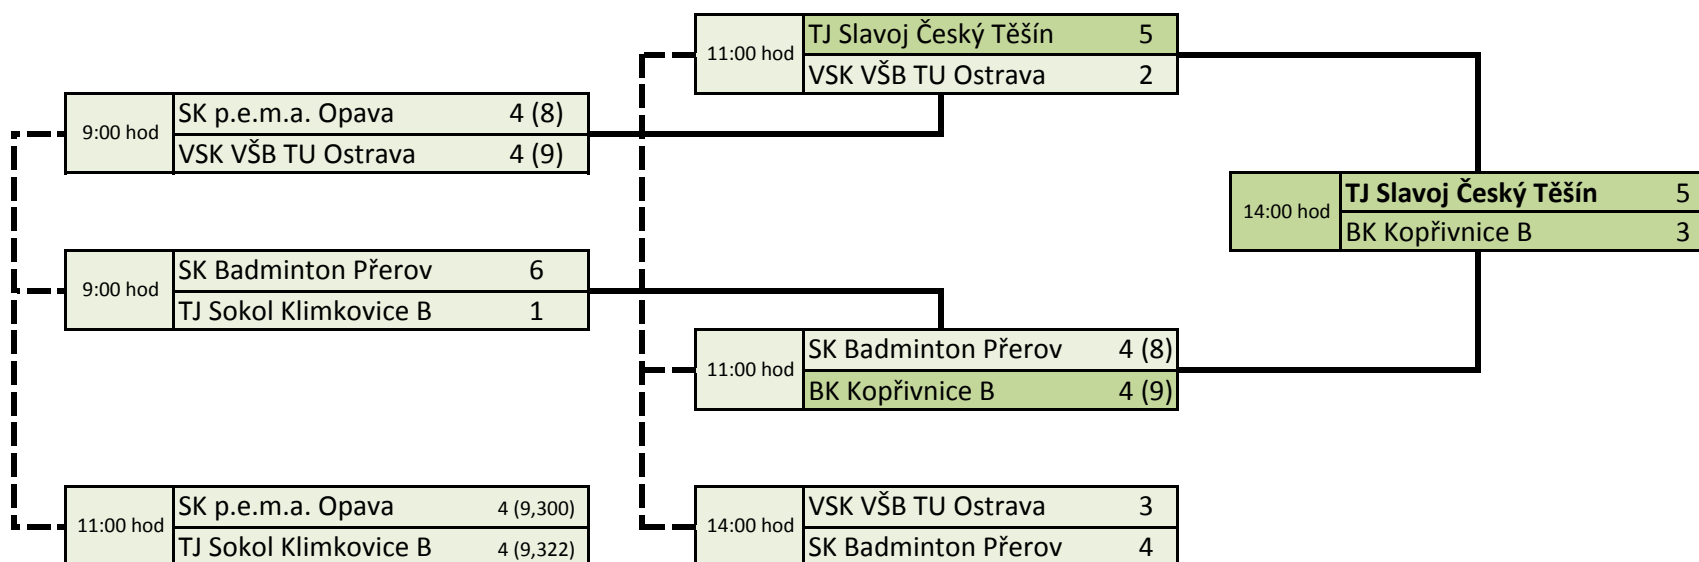 11:00 hod TJ Slavoj Český Těšín 5
VSK VŠB TU Ostrava 2
9:00 hod SK p.e.m.a. Opava 4 (8)
VSK VŠB TU Ostrava 4 (9)
14:00 hod TJ Slavoj Český Těšín 5
BK Kopřivnice B 3
9:00 hod SK Badminton Přerov 6
TJ Sokol Klimkovice B 1
11:00 hod SK Badminton Přerov 4 (8)
BK Kopřivnice B 4 (9)
11:00 hod SK p.e.m.a. Opava 4 (9,300)
TJ Sokol Klimkovice B 4 (9,322)
14:00 hod VSK VŠB TU Ostrava 3
SK Badminton Přerov 4